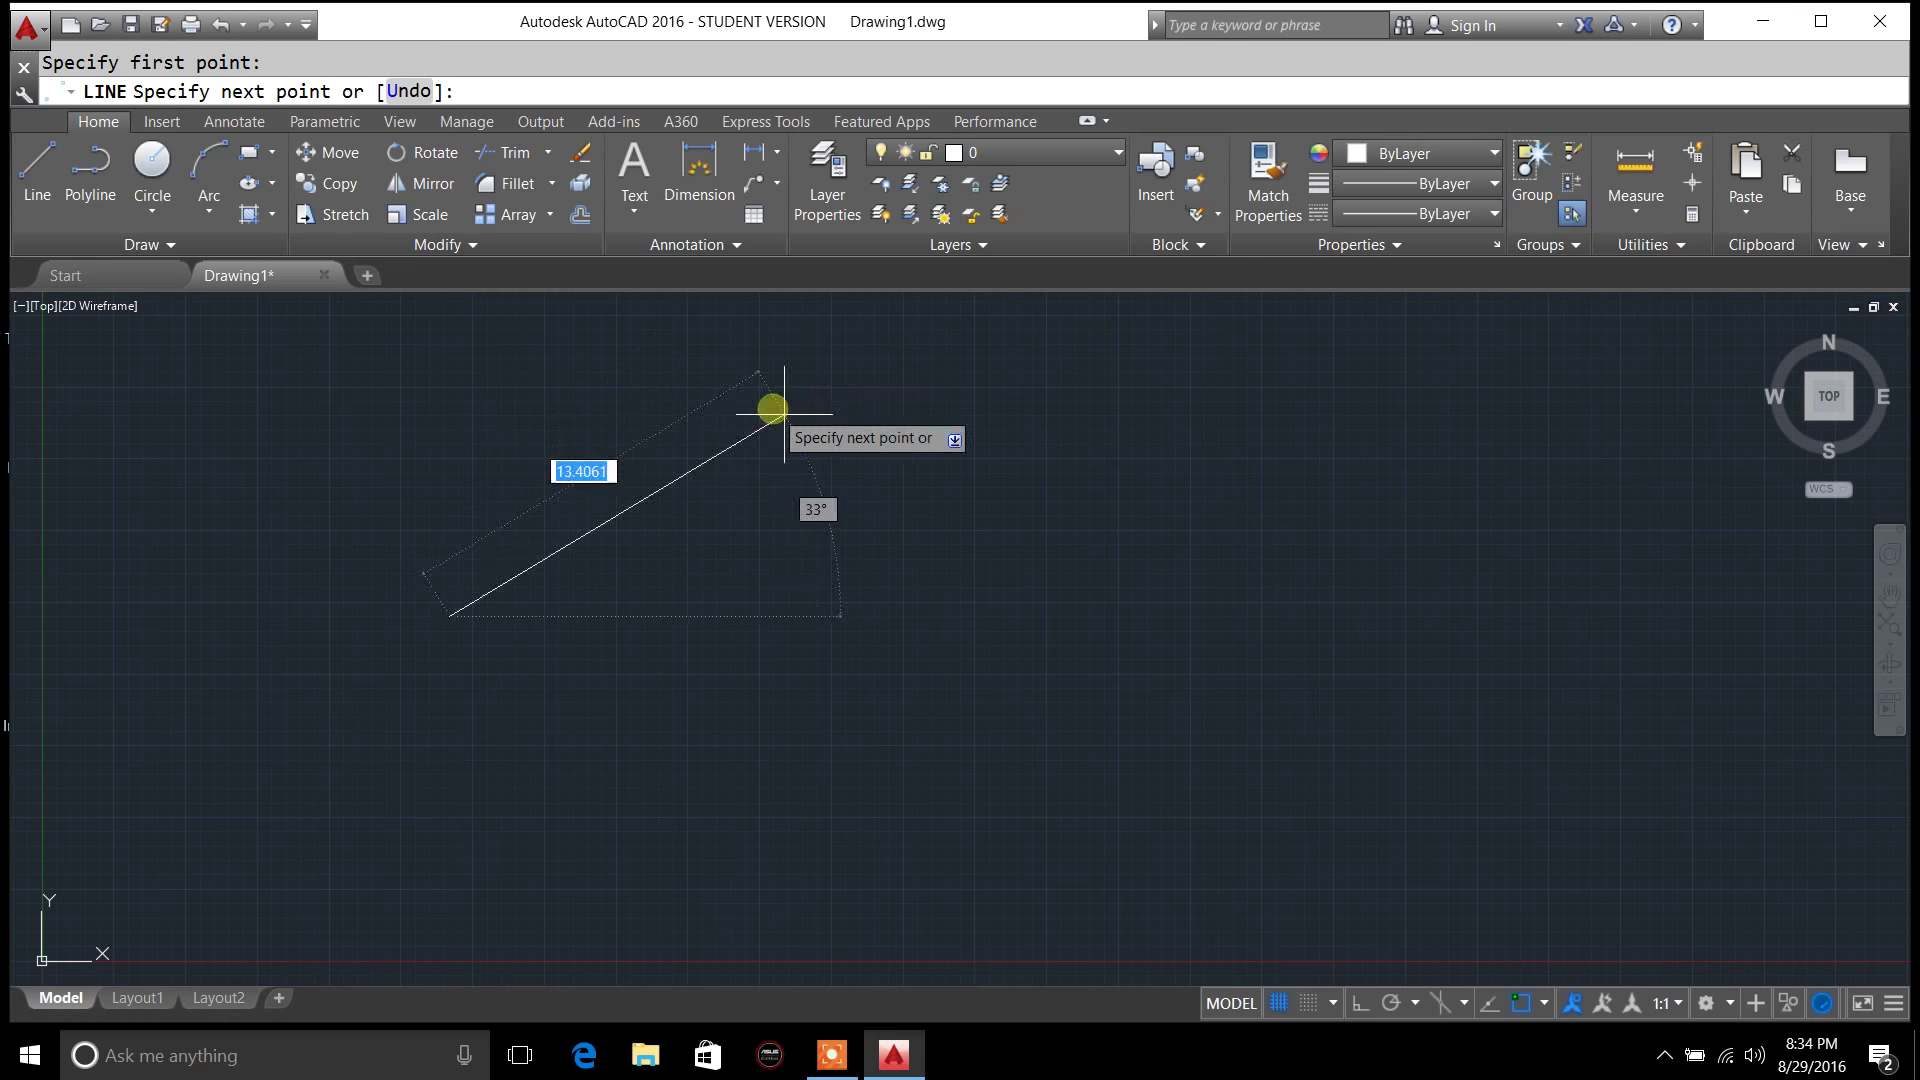 Autodesk AutoCAD 2016 - STUDENT VERSION Drawing1.dwg
Type a keyword or phrase
Sign In
Specify first point:
LINE Specify next point or [Undo]:
Home Insert Annotate Parametric View Manage Output Add-ins A360 Express Tools Featured Apps Performance
Line
Polyline
Circle
Arc
Move
Rotate
Trim
Copy
Mirror
Fillet
Stretch
Scale
Array
Text
Dimension
Layer
Properties
0
Insert
Match
Properties
ByLayer
ByLayer
ByLayer
Group
Measure
Paste
Base
Draw
Modify
Annotation
Layers
Block
Properties
Groups
Utilities
Clipboard
View
Start
Drawing1*
[−][Top][2D Wireframe]
N
W
TOP
E
S
WCS
Specify next point or
13.4061
33°
Y
X
Model
Layout1
Layout2
MODEL
1:1
Ask me anything
8:34 PM
8/29/2016
2